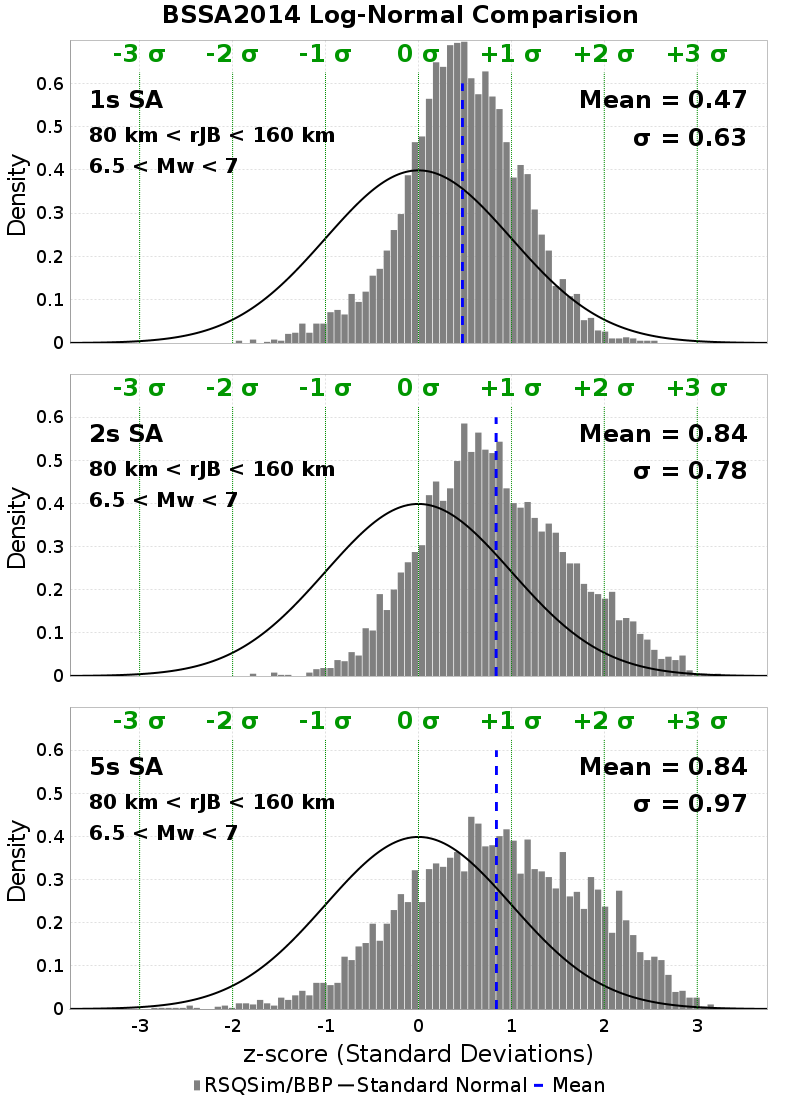 BSSA2014 Log-Normal Comparision
-3 σ -2 σ -1 σ 0 σ +1 σ +2 σ +3 σ
0.6
1s SA Mean = 0.47
0.5
80 km < rJB < 160 km σ = 0.63
6.5 < Mw < 7
0.4
Density
0.3
0.2
0.1
0
-3 σ -2 σ -1 σ 0 σ +1 σ +2 σ +3 σ
0.6
2s SA Mean = 0.84
0.5
80 km < rJB < 160 km σ = 0.78
6.5 < Mw < 7
0.4
Density
0.3
0.2
0.1
0
-3 σ -2 σ -1 σ 0 σ +1 σ +2 σ +3 σ
0.6
5s SA Mean = 0.84
0.5
80 km < rJB < 160 km σ = 0.97
6.5 < Mw < 7
0.4
Density
0.3
0.2
0.1
0
-3 -2 -1 0 1 2 3
z-score (Standard Deviations)
RSQSim/BBP Standard Normal Mean